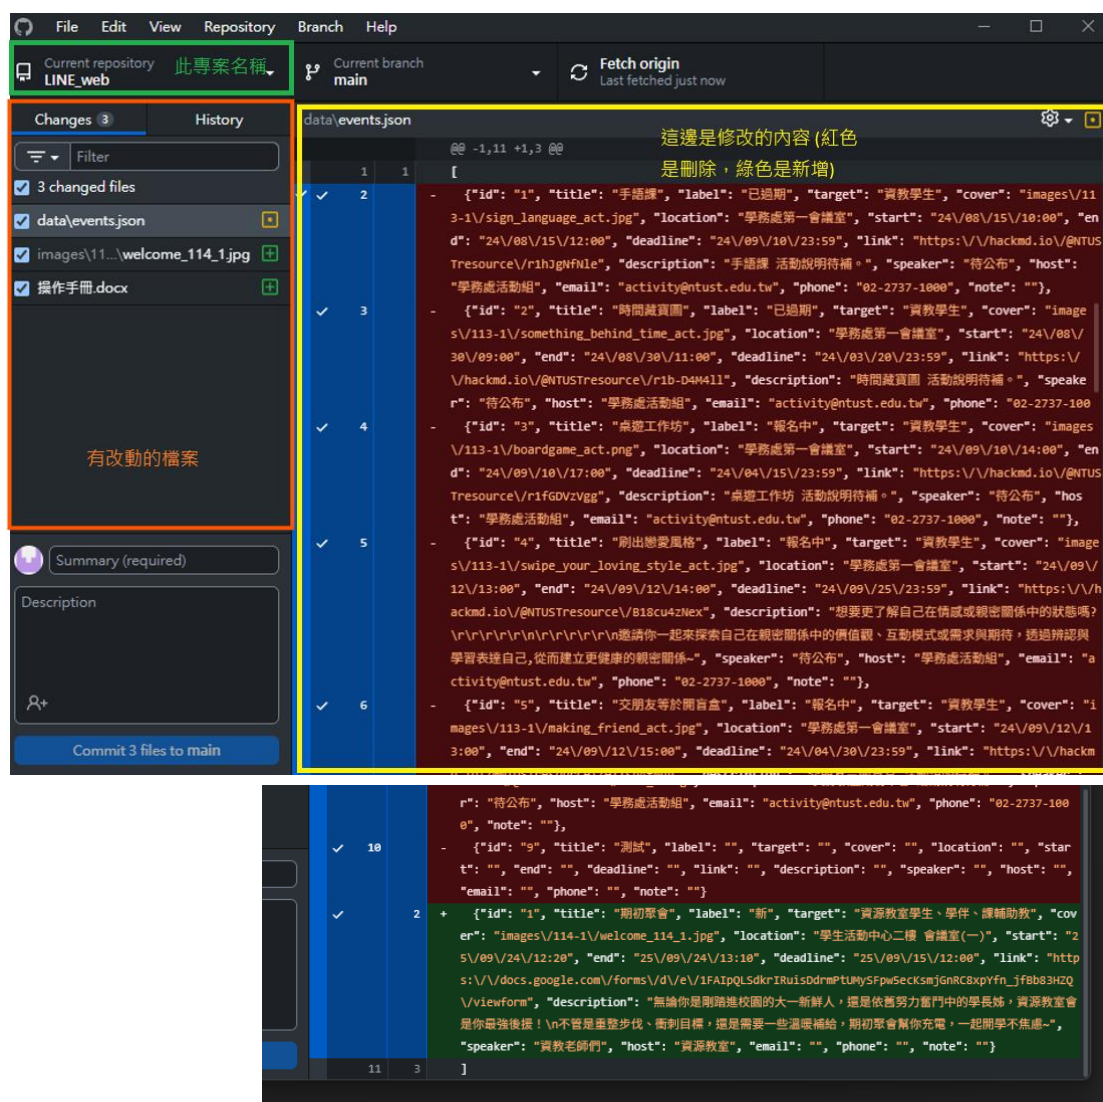 File Edit View Repository Branch Help
Current repository
LINE_web
此專案名稱
Current branch
main
Fetch origin
Last fetched just now
Changes 3 History
Filter
3 changed files
data\events.json
images\11...\welcome_114_1.jpg
操作手冊.docx
有改動的檔案
Summary (required)
Description
Commit 3 files to main
data\events.json
這邊是修改的內容 (紅色
是刪除，綠色是新增)
@@ -1,11 +1,3 @@
1 1 [
2 - {"id": "1", "title": "手語課", "label": "已過期", "target": "資教學生", "cover": "images\/11
3-1\/sign_language_act.jpg", "location": "學務處第一會議室", "start": "24\/08\/15\/10:00", "en
d": "24\/08\/15\/12:00", "deadline": "24\/09\/10\/23:59", "link": "https:\/\/hackmd.io\/@NTUS
Tresource\/r1hJgNfNle", "description": "手語課 活動說明待補。", "speaker": "待公布", "host":
"學務處活動組", "email": "activity@ntust.edu.tw", "phone": "02-2737-1000", "note": ""},
3 - {"id": "2", "title": "時間藏寶圖", "label": "已過期", "target": "資教學生", "cover": "image
s\/113-1\/something_behind_time_act.jpg", "location": "學務處第一會議室", "start": "24\/08\/
30\/09:00", "end": "24\/08\/30\/11:00", "deadline": "24\/03\/20\/23:59", "link": "https:\/
\/hackmd.io\/@NTUSTresource\/r1b-D4M4ll", "description": "時間藏寶圖 活動說明待補。", "speake
r": "待公布", "host": "學務處活動組", "email": "activity@ntust.edu.tw", "phone": "02-2737-100
4 - {"id": "3", "title": "桌遊工作坊", "label": "報名中", "target": "資教學生", "cover": "images
\/113-1\/boardgame_act.png", "location": "學務處第一會議室", "start": "24\/09\/10\/14:00", "en
d": "24\/09\/10\/17:00", "deadline": "24\/04\/15\/23:59", "link": "https:\/\/hackmd.io\/@NTUS
Tresource\/r1fGDVzVgg", "description": "桌遊工作坊 活動說明待補。", "speaker": "待公布", "hos
t": "學務處活動組", "email": "activity@ntust.edu.tw", "phone": "02-2737-1000", "note": ""},
5 - {"id": "4", "title": "刷出戀愛風格", "label": "報名中", "target": "資教學生", "cover": "image
s\/113-1\/swipe_your_loving_style_act.jpg", "location": "學務處第一會議室", "start": "24\/09\/
12\/13:00", "end": "24\/09\/12\/14:00", "deadline": "24\/09\/25\/23:59", "link": "https:\/\/h
ackmd.io\/@NTUSTresource\/B18cu4zNex", "description": "想要更了解自己在情感或親密關係中的狀態嗎?
\r\r\r\r\r\n\r\r\r\r\r\n邀請你一起來探索自己在親密關係中的價值觀、互動模式或需求與期待，透過辨認與
學習表達自己,從而建立更健康的親密關係~", "speaker": "待公布", "host": "學務處活動組", "email": "a
ctivity@ntust.edu.tw", "phone": "02-2737-1000", "note": ""},
6 - {"id": "5", "title": "交朋友等於開盲盒", "label": "報名中", "target": "資教學生", "cover": "i
mages\/113-1\/making_friend_act.jpg", "location": "學務處第一會議室", "start": "24\/09\/12\/1
3:00", "end": "24\/09\/12\/15:00", "deadline": "24\/04\/30\/23:59", "link": "https:\/\/hackm
r": "待公布", "host": "學務處活動組", "email": "activity@ntust.edu.tw", "phone": "02-2737-100
0", "note": ""},
10 - {"id": "9", "title": "測試", "label": "", "target": "", "cover": "", "location": "", "star
t": "", "end": "", "deadline": "", "link": "", "description": "", "speaker": "", "host": "",
"email": "", "phone": "", "note": ""}
2 + {"id": "1", "title": "期初聚會", "label": "新", "target": "資源教室學生、學伴、課輔助教", "cov
er": "images\/114-1\/welcome_114_1.jpg", "location": "學生活動中心二樓 會議室(一)", "start": "2
5\/09\/24\/12:20", "end": "25\/09\/24\/13:10", "deadline": "25\/09\/15\/12:00", "link": "http
s:\/\/docs.google.com\/forms\/d\/e\/1FAIpQLSdkrIRuisDdrmPtUMySFpw5ecKsmjGnRC8xpYfn_jfBb83HZQ
\/viewform", "description": "無論你是剛踏進校園的大一新鮮人，還是依舊努力奮鬥中的學長姊，資源教室會
是你最強後援！\n不管是重整步伐、衝刺目標，還是需要一些溫暖補給，期初聚會幫你充電，一起開學不焦慮~",
"speaker": "資教老師們", "host": "資源教室", "email": "", "phone": "", "note": ""}
11 3 ]